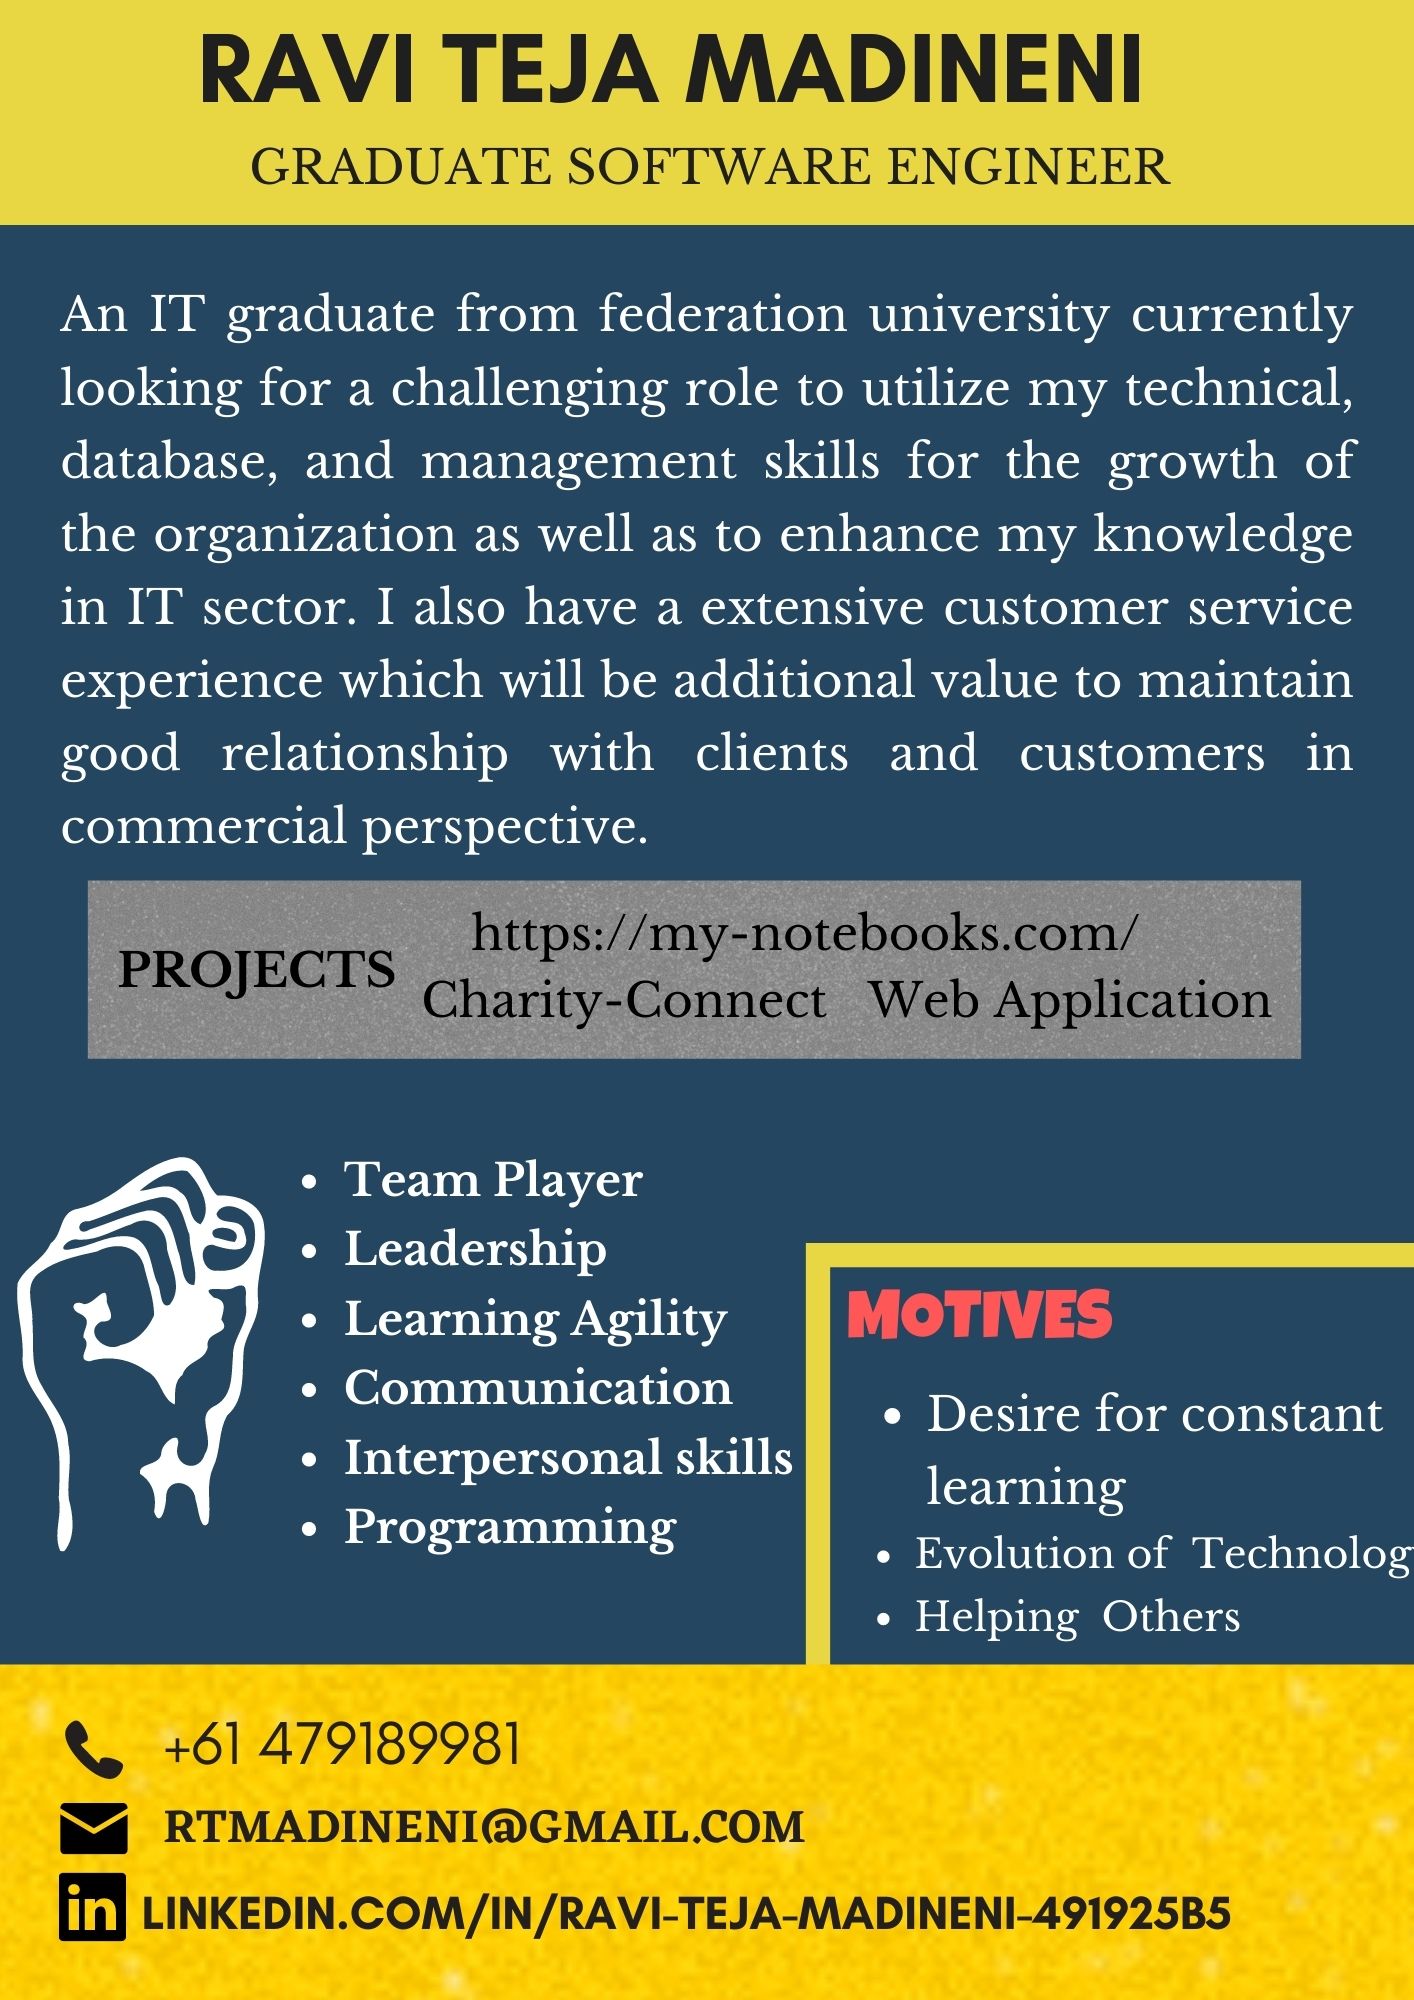 RAVI TEJA MADINENI
GRADUATE SOFTWARE ENGINEER
An IT graduate from federation university currently
looking for a challenging role to utilize my technical,
database, and management skills for the growth of
the organization as well as to enhance my knowledge
in IT sector. I also have a extensive customer service
experience which will be additional value to maintain
good relationship with clients and customers in
commercial perspective.
PROJECTS
https://my-notebooks.com/
Charity-Connect Web Application
• Team Player
• Leadership
• Learning Agility
• Communication
• Interpersonal skills
• Programming
MOTIVES
• Desire for constant
learning
• Evolution of Technolog
• Helping Others
+61 479189981
RTMADINENI@GMAIL.COM
in LINKEDIN.COM/IN/RAVI-TEJA-MADINENI-491925B5